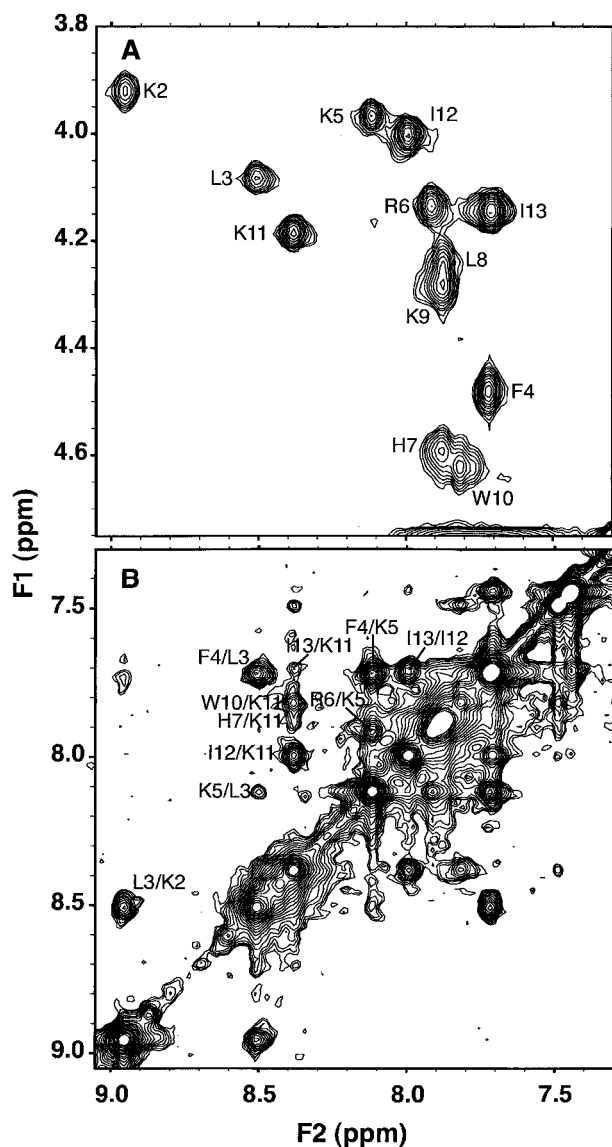 3.8
A
K2
K5
I12
4.0
L3
R6
I13
K11
4.2
L8
K9
4.4
F4
H7
4.6
W10
F1 (ppm)
B
7.5
F4/K5
I13/K11
I13/I12
F4/L3
W10/K11
R6/K5
H7/K11
I12/K11
8.0
K5/L3
L3/K2
8.5
9.0
9.0 8.5 8.0 7.5
F2 (ppm)